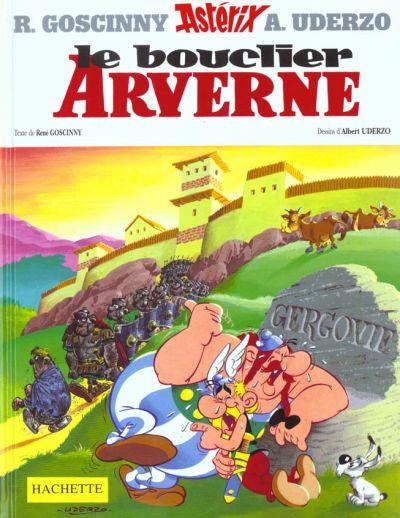 R. GOSCINNY Astérix A. UDERZO
le bouclier
ARVERNE
Texte de René GOSCINNY
Dessins d'Albert UDERZO
GERGOVIE
HACHETTE
UDERZO